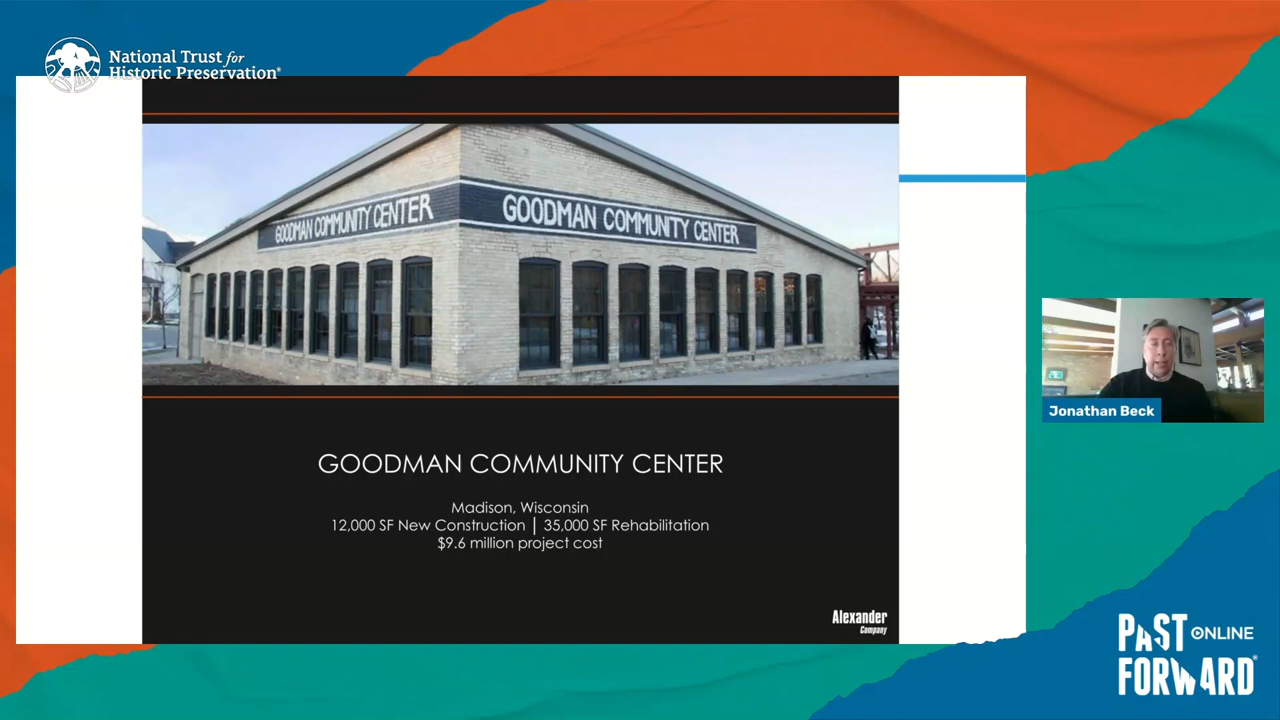 National Trust for
Historic Preservation®
GOODMAN COMMUNITY CENTER
GOODMAN COMMUNITY CENTER
Jonathan Beck
GOODMAN COMMUNITY CENTER
Madison, Wisconsin
12,000 SF New Construction | 35,000 SF Rehabilitation
$9.6 million project cost
Alexander
Company
PAST ONLINE
FORWARD®